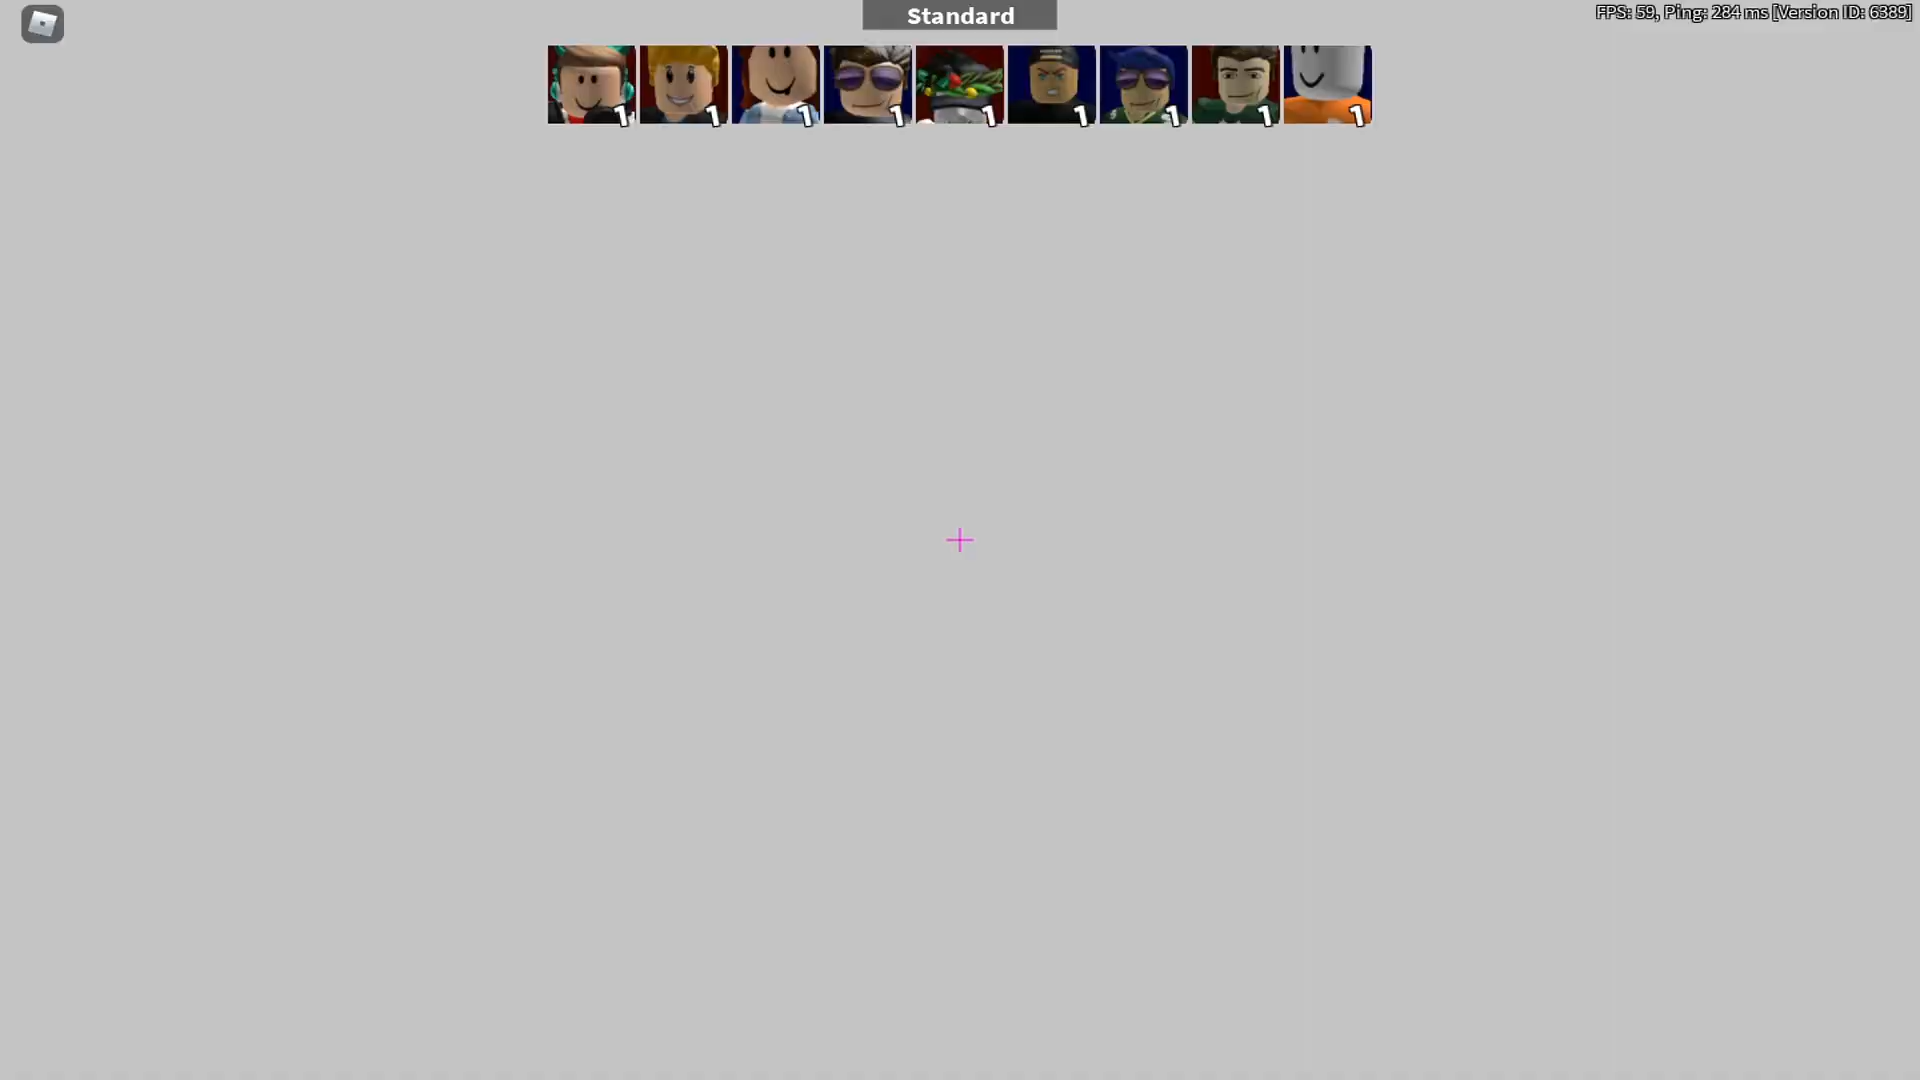 Standard
FPS: 59, Ping: 284 ms [Version ID: 6389]
1 1 1 1 1 1 1 1 1